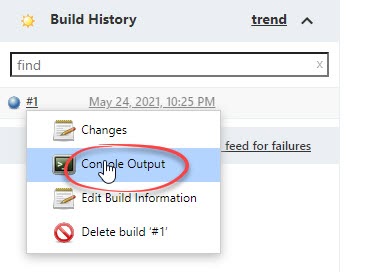 Build History trend
find x
#1 May 24, 2021, 10:25 PM
Changes
feed for failures
Console Output
Edit Build Information
Delete build '#1'